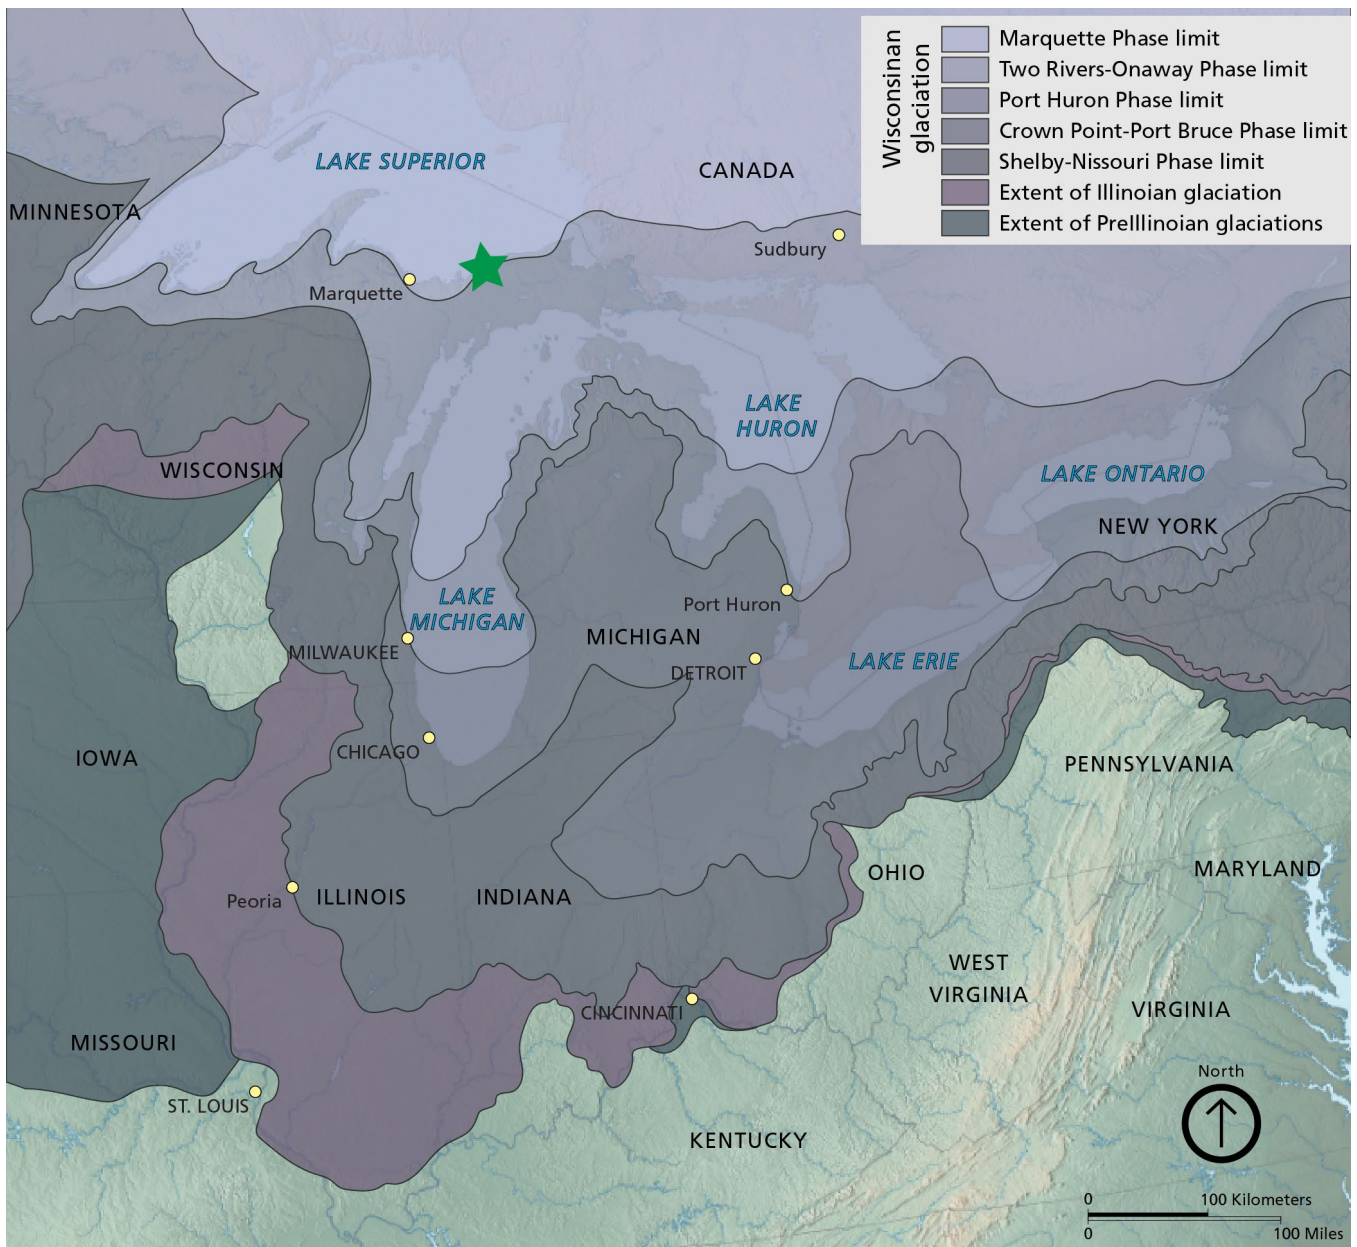 Wisconsinan
glaciation
Marquette Phase limit
Two Rivers-Onaway Phase limit
Port Huron Phase limit
Crown Point-Port Bruce Phase limit
Shelby-Nissouri Phase limit
Extent of Illinoian glaciation
Extent of PreIllinoian glaciations
LAKE SUPERIOR
CANADA
MINNESOTA
Sudbury
Marquette
LAKE
HURON
WISCONSIN
LAKE ONTARIO
NEW YORK
LAKE
MICHIGAN
Port Huron
MICHIGAN
MILWAUKEE
DETROIT
LAKE ERIE
CHICAGO
IOWA
PENNSYLVANIA
OHIO
MARYLAND
Peoria
ILLINOIS
INDIANA
WEST
VIRGINIA
VIRGINIA
CINCINNATI
MISSOURI
North
ST. LOUIS
KENTUCKY
0
100 Kilometers
0
100 Miles